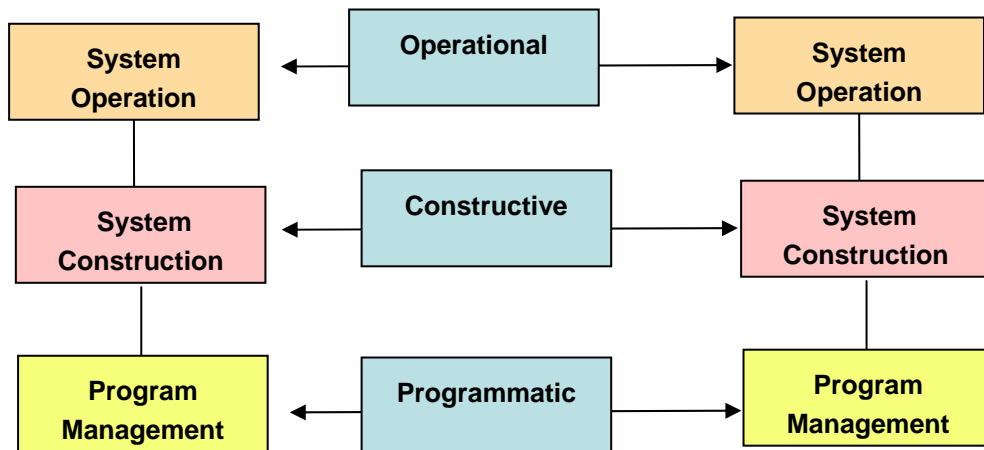 System
Operation
Operational
System
Operation
System
Construction
Constructive
System
Construction
Program
Management
Programmatic
Program
Management